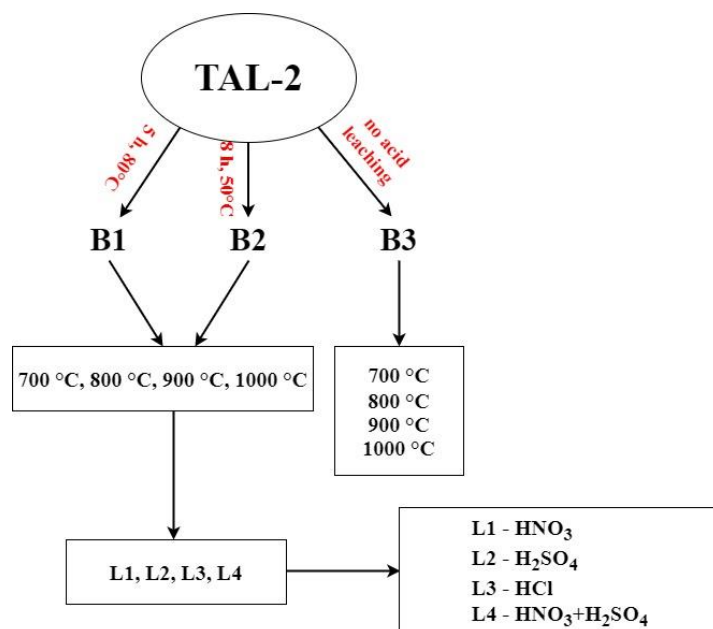 TAL-2
5 h, 80°C
8 h, 50°C
no acid
leaching
B1
B2
B3
700 °C, 800 °C, 900 °C, 1000 °C
700 °C
800 °C
900 °C
1000 °C
L1, L2, L3, L4
L1 - HNO₃
L2 - H₂SO₄
L3 - HCl
L4 - HNO₃+H₂SO₄